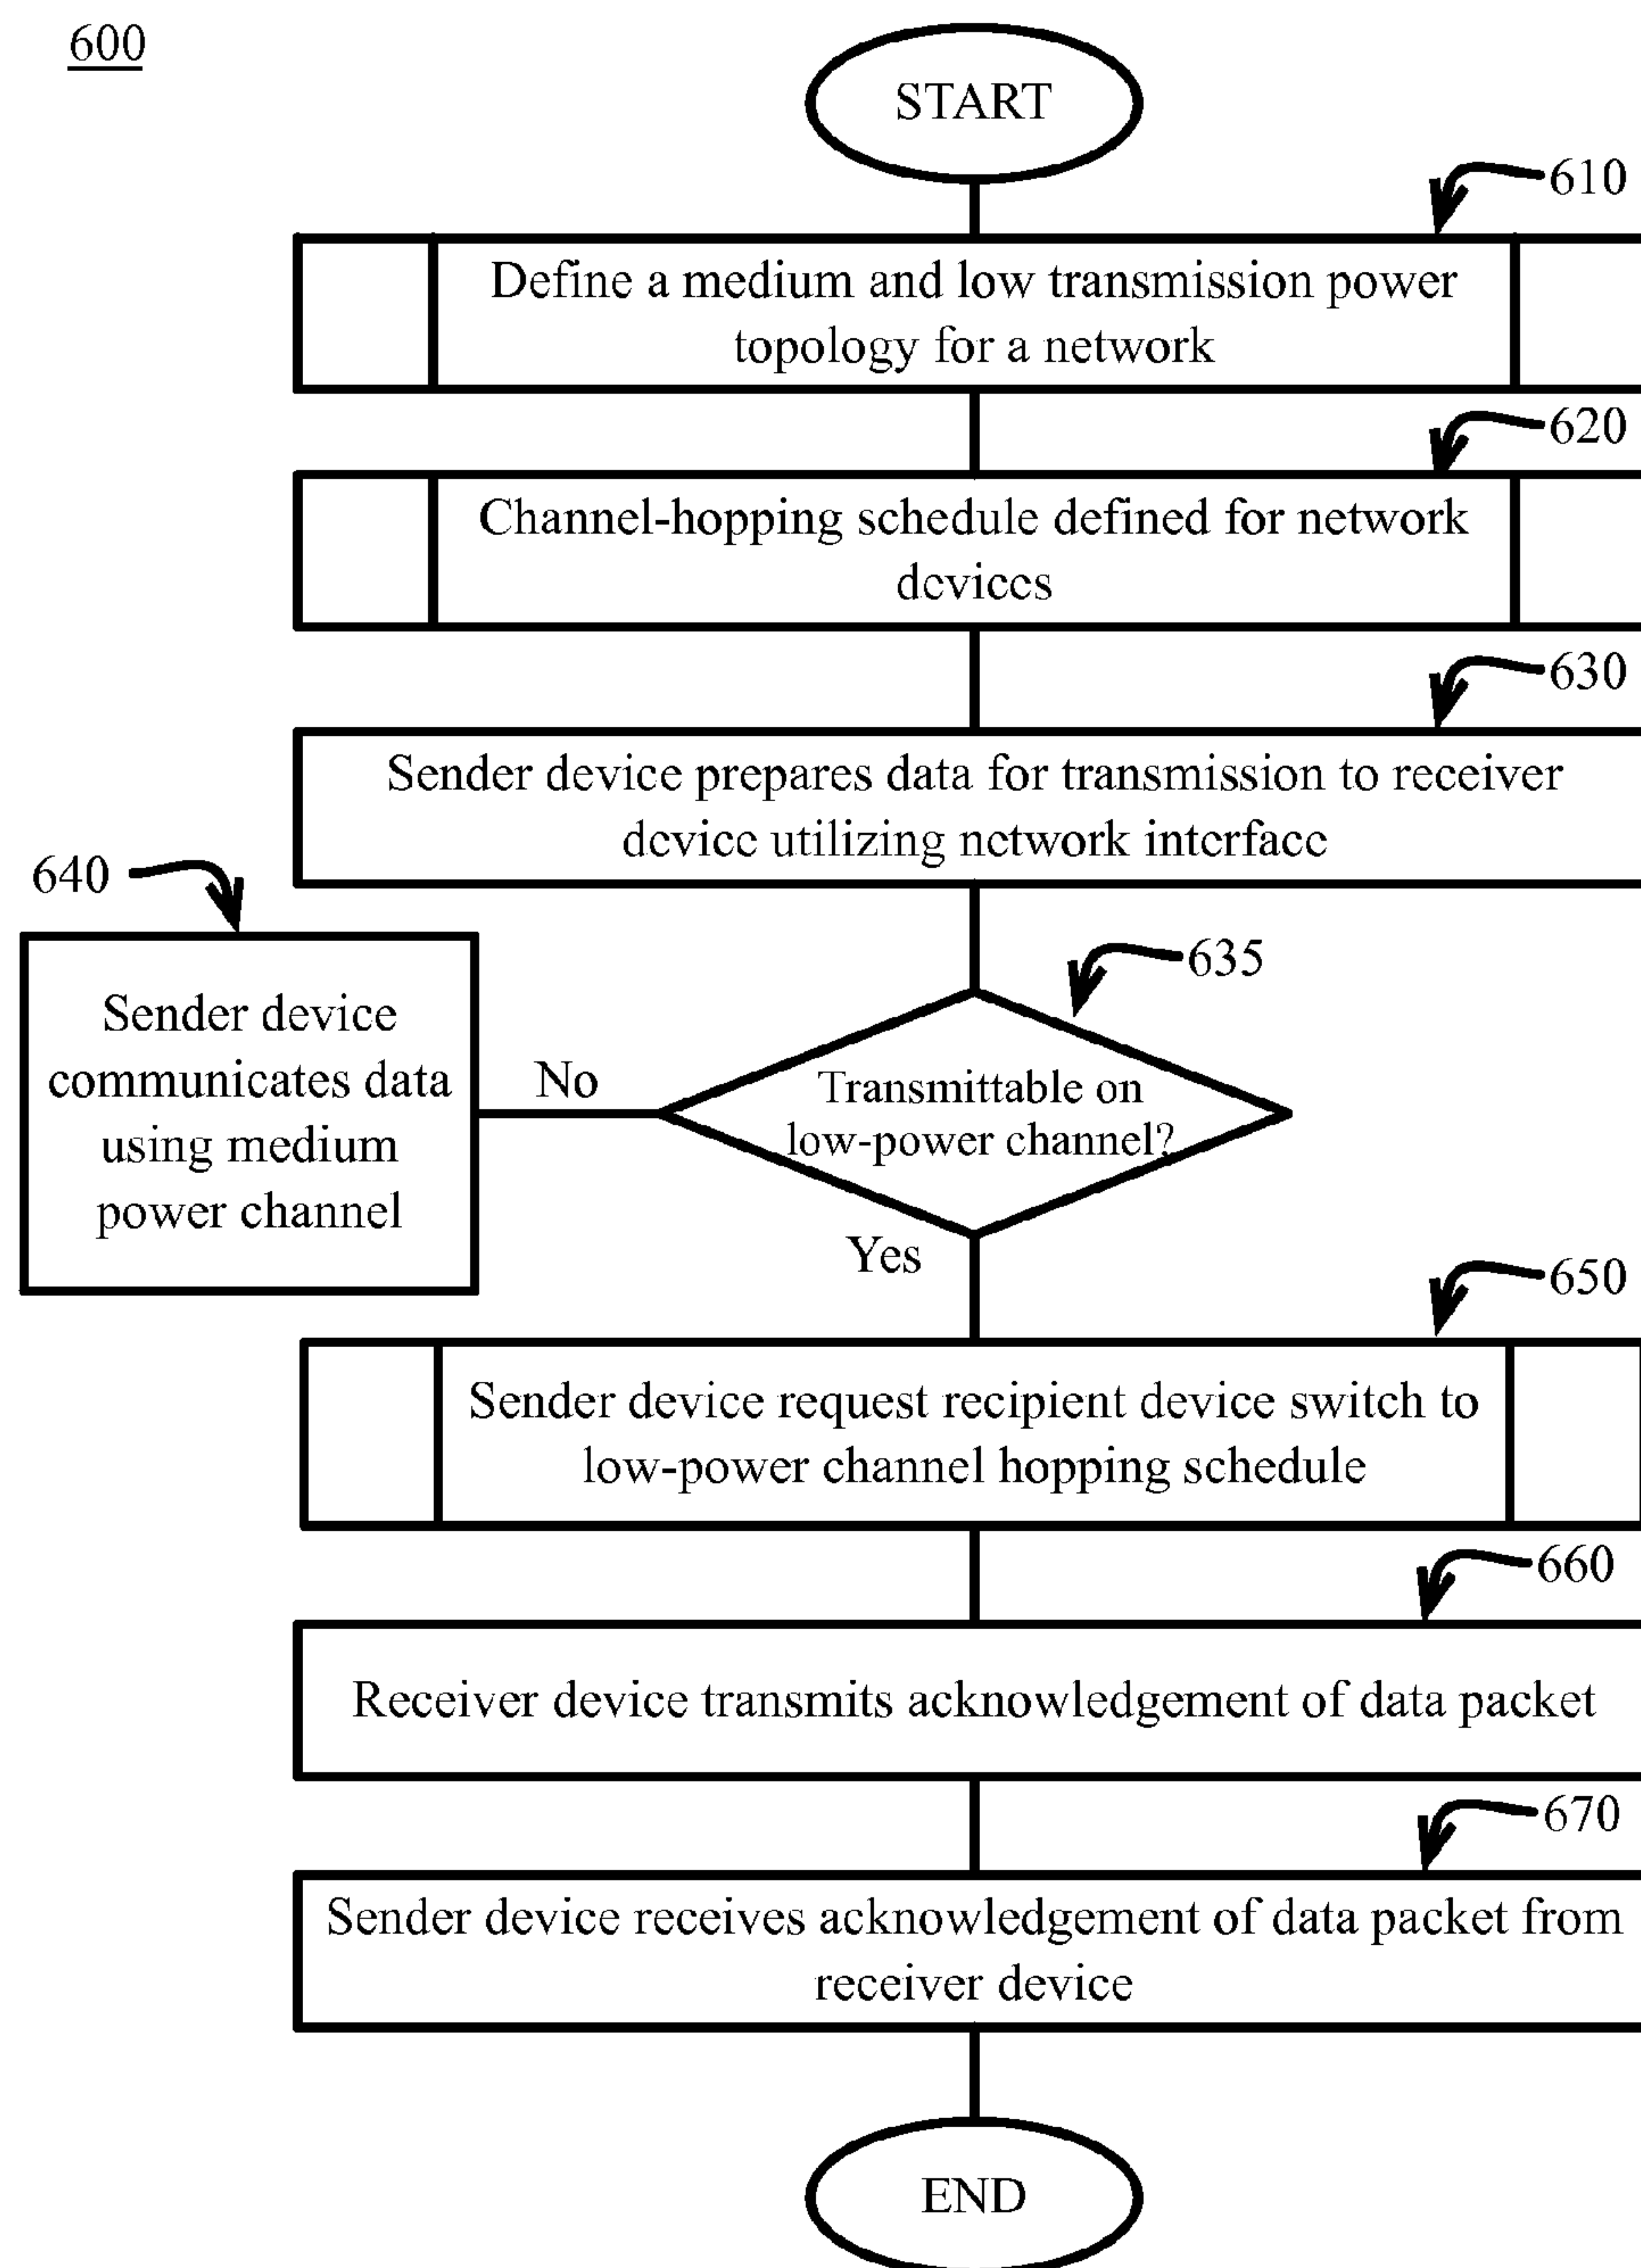 600
START
610
Define a medium and low transmission power
topology for a network
620
Channel-hopping schedule defined for network
devices
630
Sender device prepares data for transmission to receiver
device utilizing network interface
640
Sender device
communicates data
using medium
power channel
No
635
Transmittable on
low-power channel?
Yes
650
Sender device request recipient device switch to
low-power channel hopping schedule
660
Receiver device transmits acknowledgement of data packet
670
Sender device receives acknowledgement of data packet from
receiver device
END